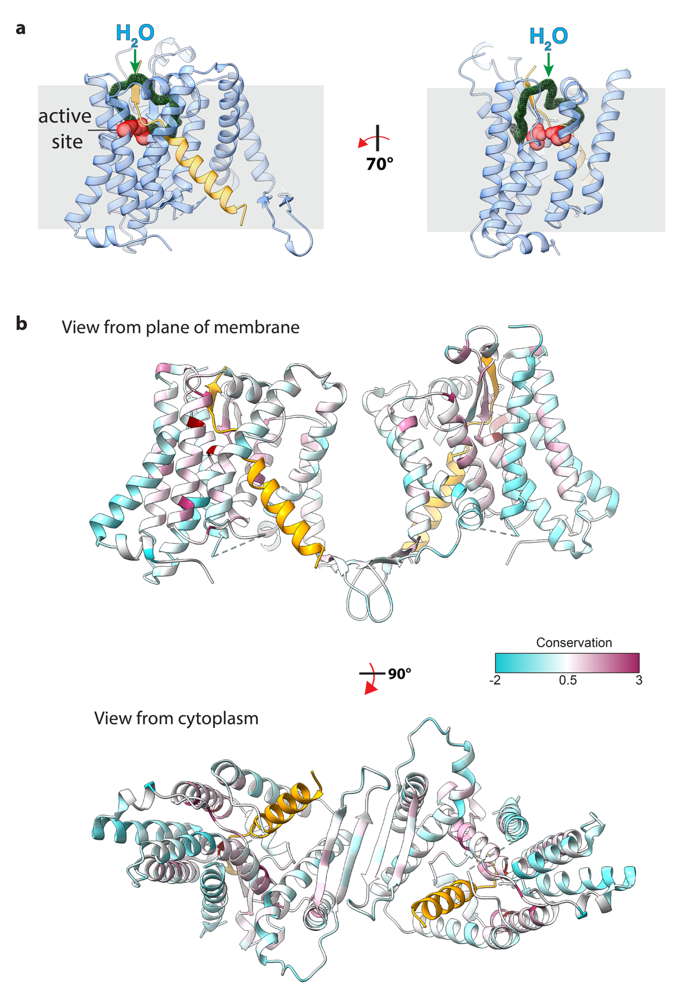 a
H2O
H2O
active
site
70°
b
View from plane of membrane
Conservation
-2
0.5
3
90°
View from cytoplasm